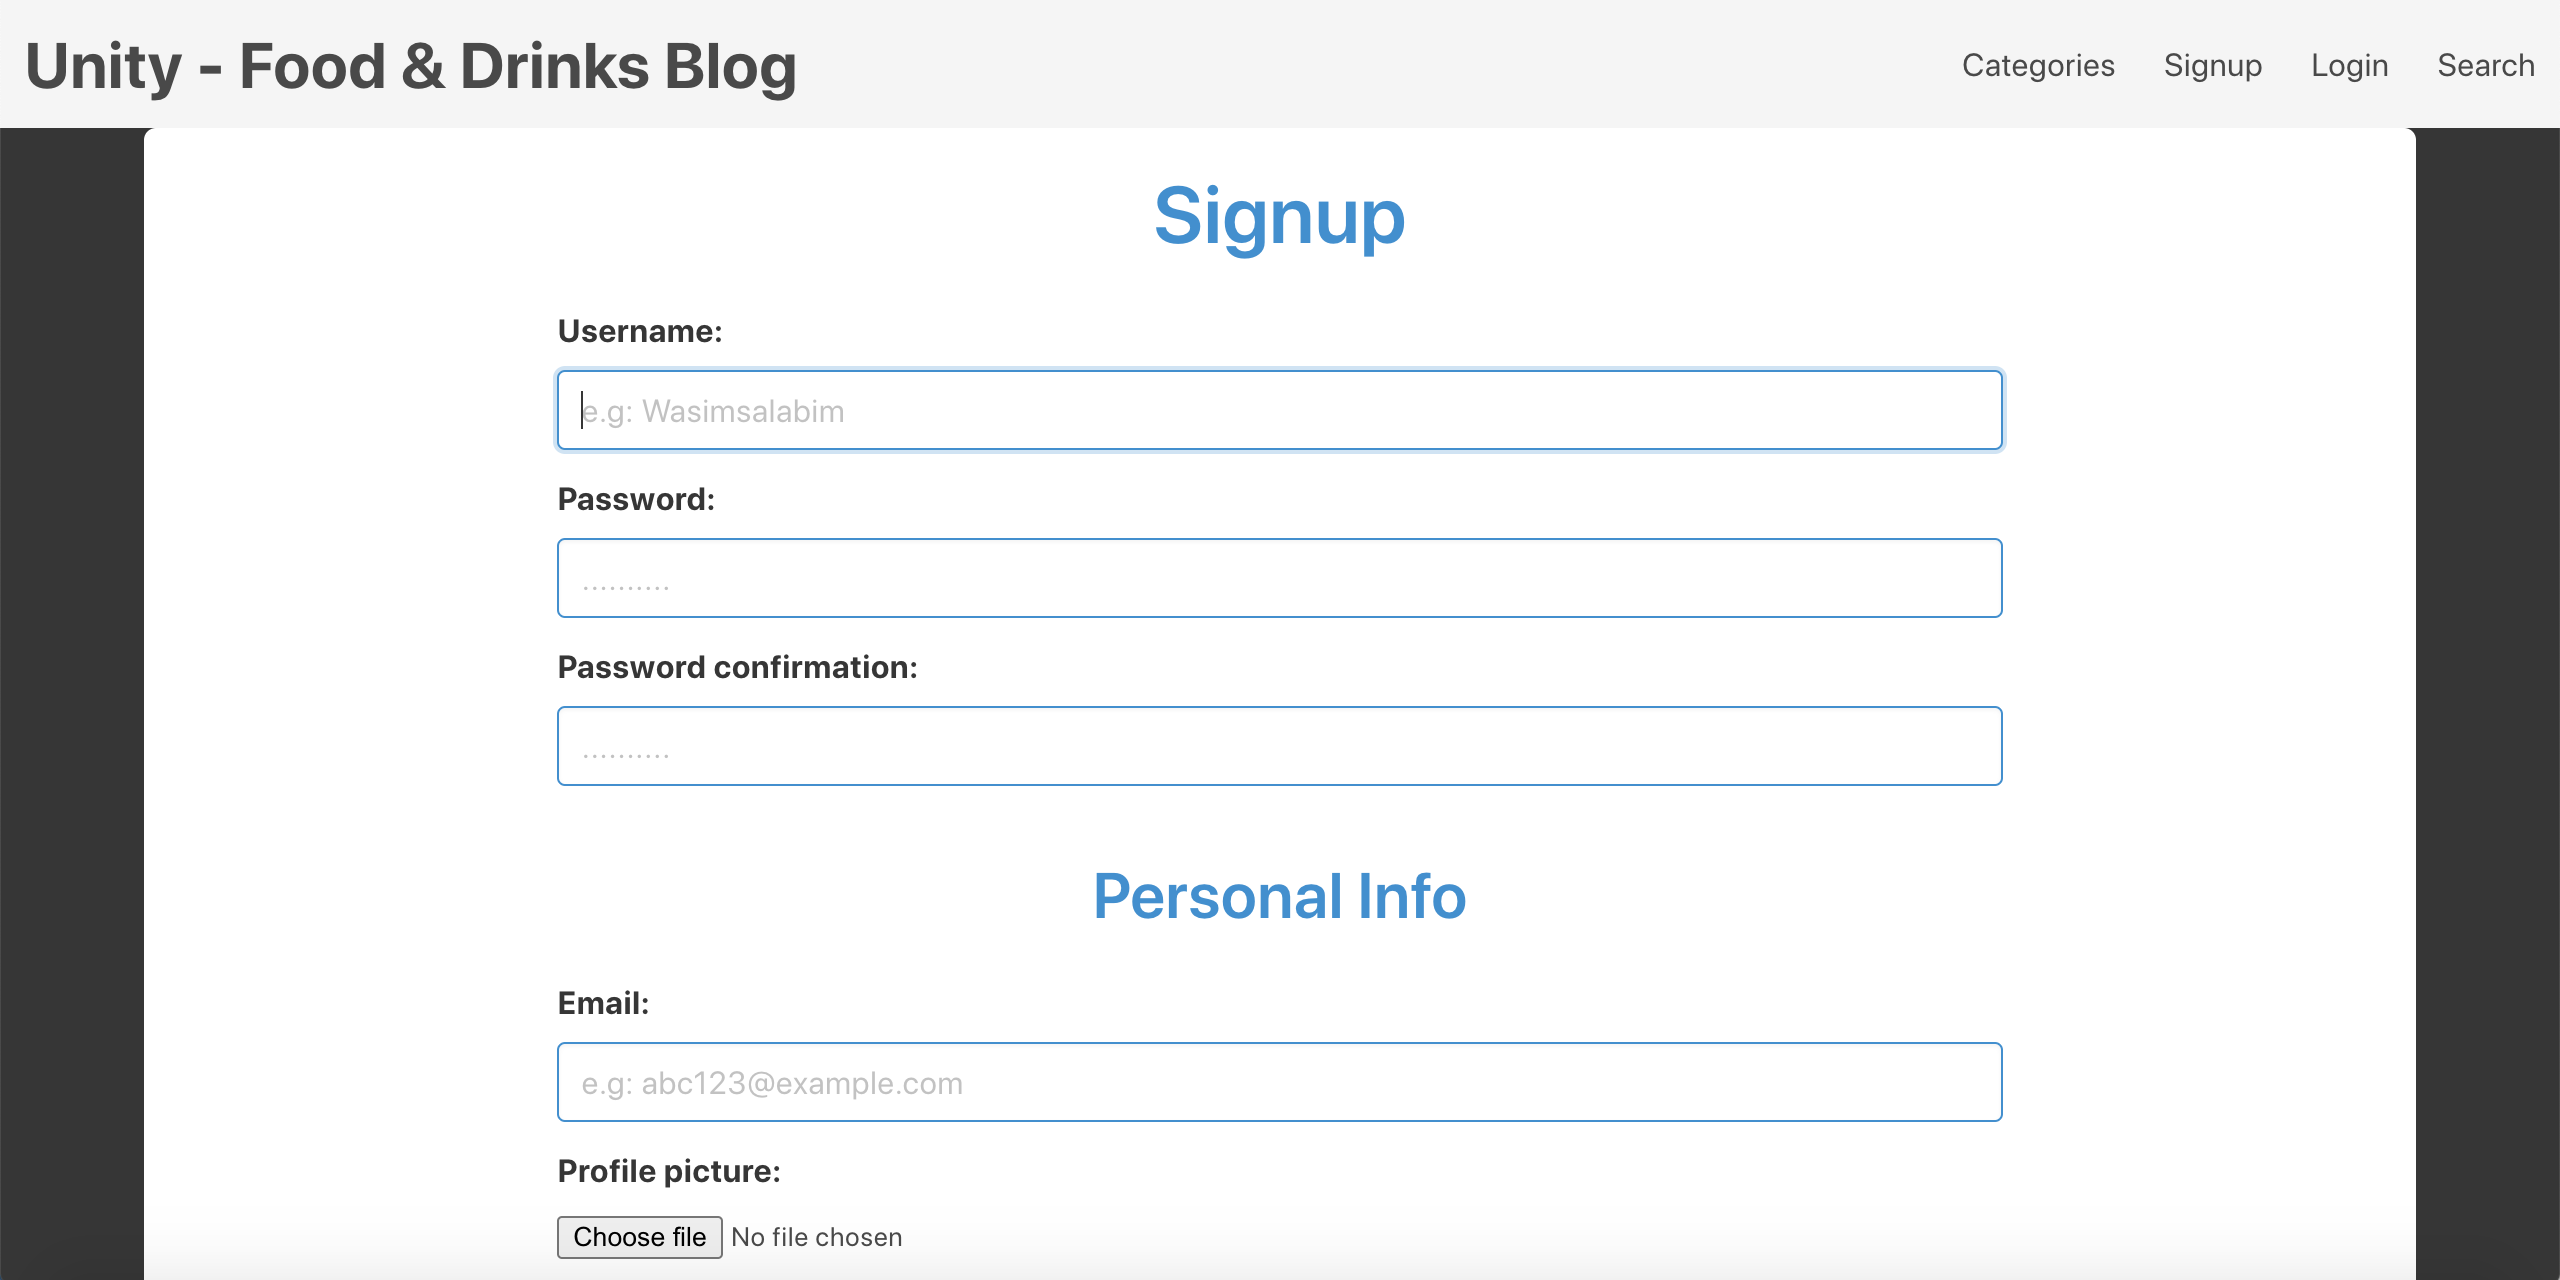 Unity - Food & Drinks Blog
Categories Signup Login Search
Signup
Username:
e.g: Wasimsalabim
Password:
..........
Password confirmation:
..........
Personal Info
Email:
e.g: abc123@example.com
Profile picture:
Choose file No file chosen